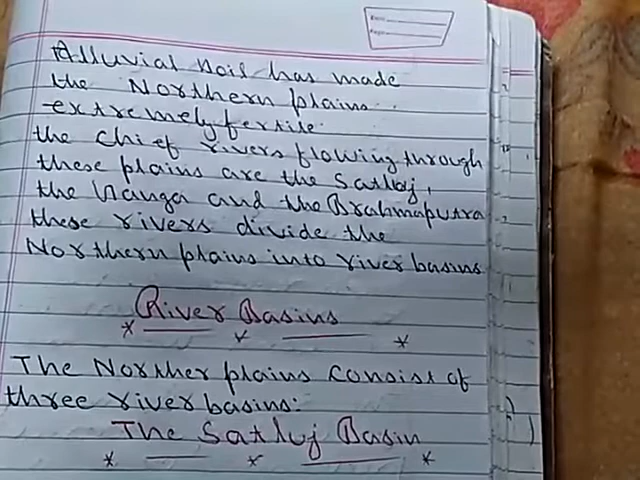 Alluvial soil has made
the Northern plains
extremely fertile.
the chief rivers flowing through
these plains are the Satluj,
the Ganga and the Brahmaputra
these rivers divide the
Northern plains into river basins
River Basins
The Norther plains consist of
three river basins:
The Satluj Basin